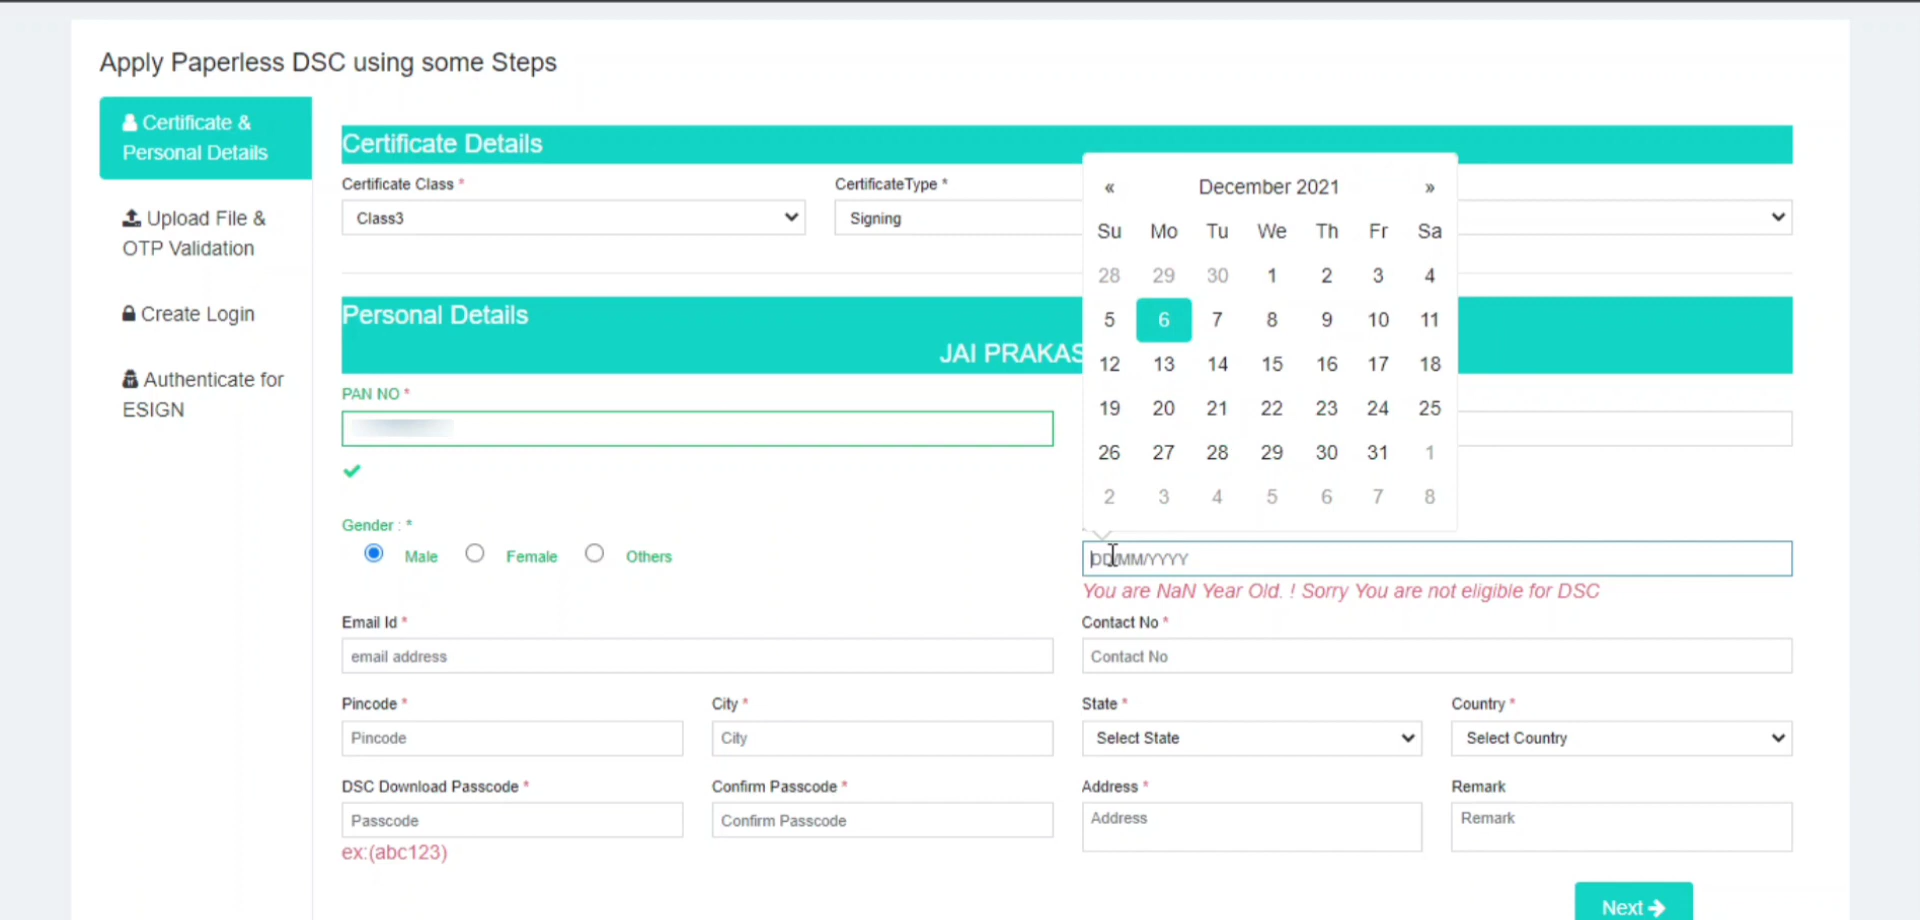 Apply Paperless DSC using some Steps
Certificate &
Personal Details
Upload File &
OTP Validation
Create Login
Authenticate for
ESIGN
Certificate Details
Certificate Class *
CertificateType *
Class3
Signing
« December 2021 »
Su Mo Tu We Th Fr Sa
28 29 30 1 2 3 4
5 6 7 8 9 10 11
12 13 14 15 16 17 18
19 20 21 22 23 24 25
26 27 28 29 30 31 1
2 3 4 5 6 7 8
Personal Details
JAI PRAKAS
PAN NO *
Gender : *
Male Female Others
DD/MM/YYYY
You are NaN Year Old. ! Sorry You are not eligible for DSC
Email Id *
Contact No *
email address
Contact No
Pincode *
City *
State *
Country *
Pincode
City
Select State
Select Country
DSC Download Passcode *
Confirm Passcode *
Address *
Remark
Passcode
Confirm Passcode
Address
Remark
ex:(abc123)
Next